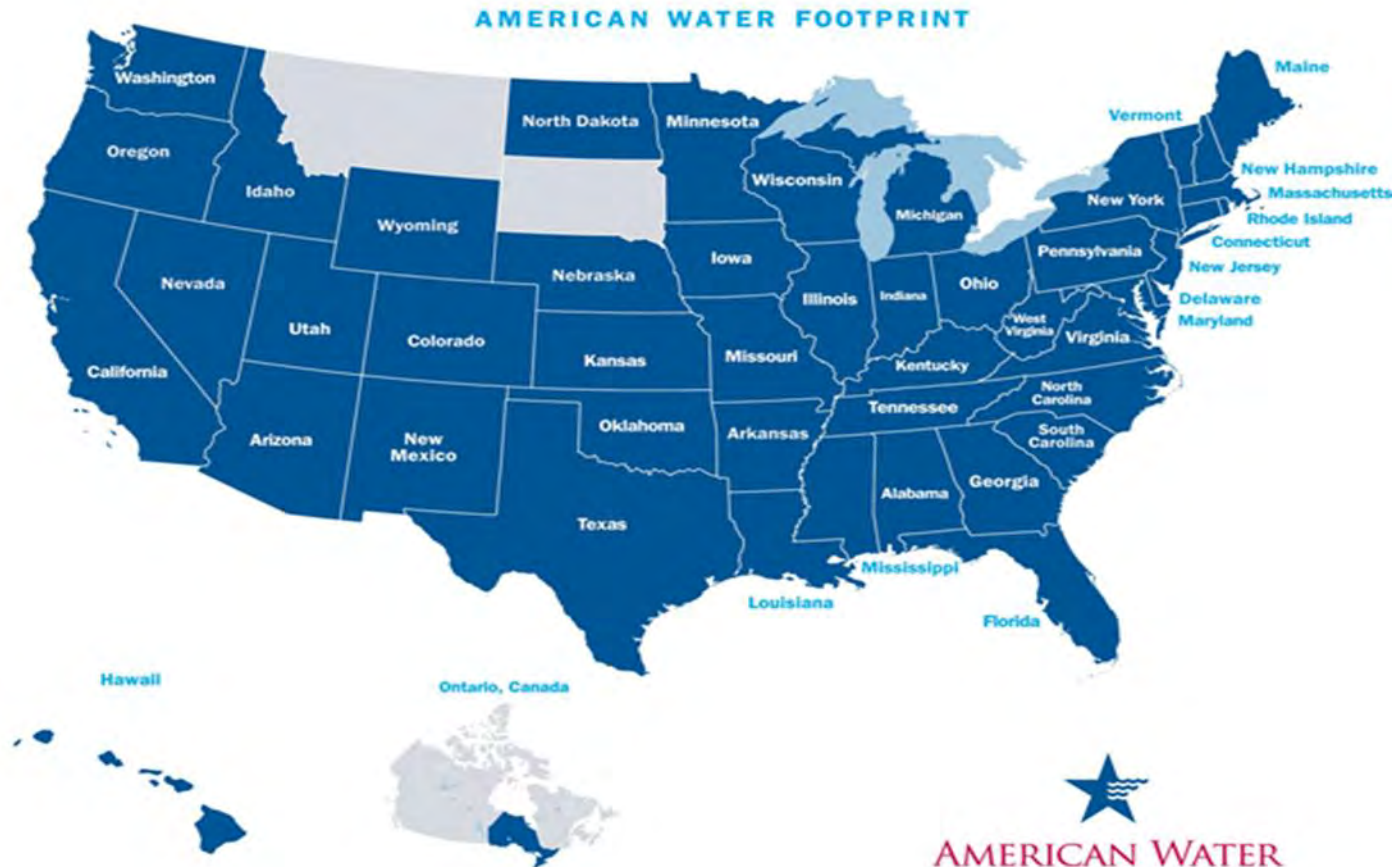 AMERICAN WATER FOOTPRINT
Washington
Oregon
Idaho
North Dakota
Minnesota
Wisconsin
Michigan
Vermont
Maine
New York
New Hampshire
Massachusetts
Rhode Island
Connecticut
Wyoming
Nebraska
Iowa
Illinois
Indiana
Ohio
Pennsylvania
New Jersey
Delaware
Maryland
Nevada
Utah
Colorado
Kansas
Missouri
Kentucky
West
Virginia
Virginia
California
Arizona
New
Mexico
Oklahoma
Arkansas
Tennessee
North
Carolina
South
Carolina
Texas
Alabama
Georgia
Louisiana
Mississippi
Florida
Hawaii
Ontario, Canada
AMERICAN WATER